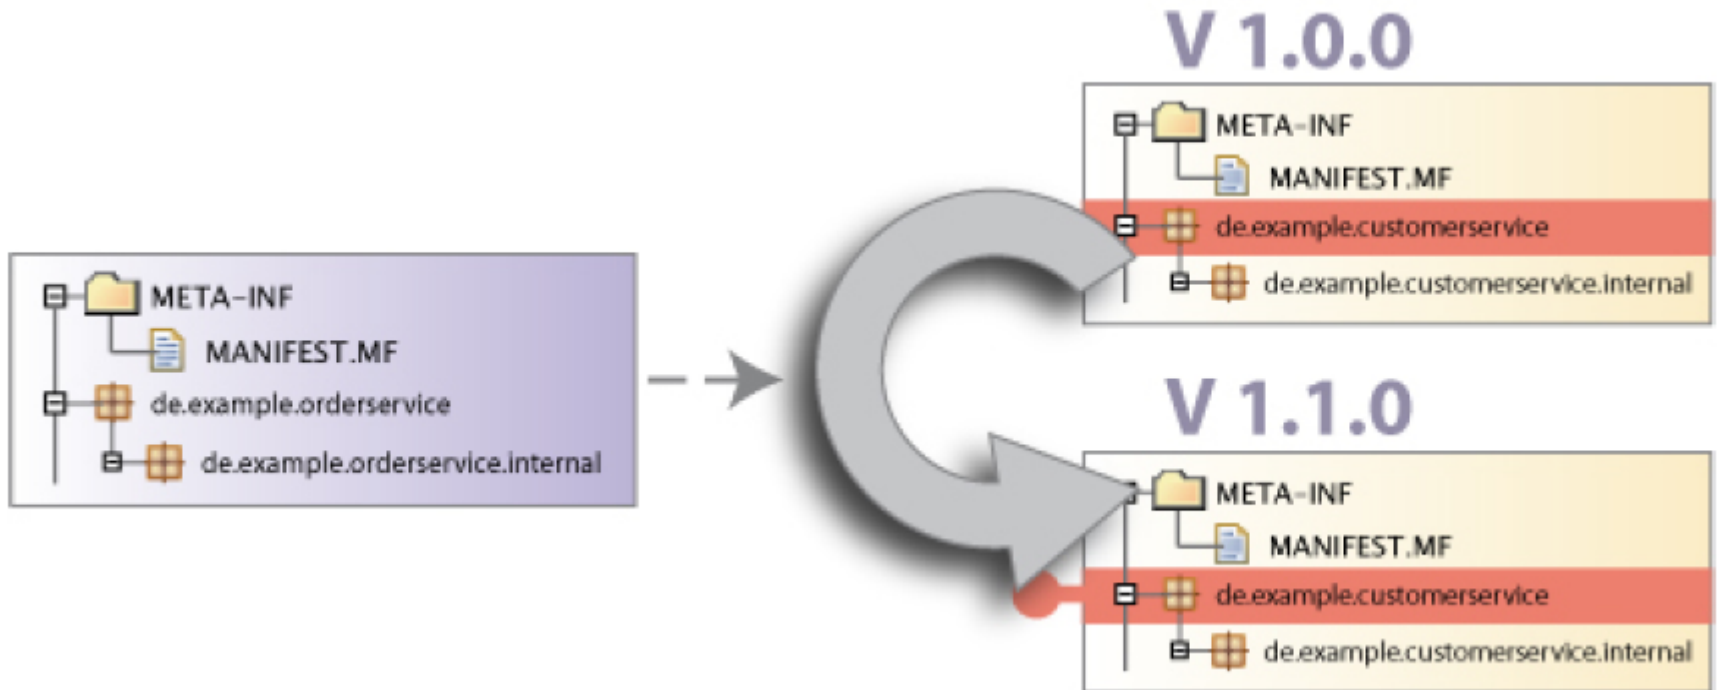 META-INF
MANIFEST.MF
de.example.orderservice
de.example.orderservice.internal
V 1.0.0
META-INF
MANIFEST.MF
de.example.customerservice
de.example.customerservice.internal
V 1.1.0
META-INF
MANIFEST.MF
de.example.customerservice
de.example.customerservice.internal